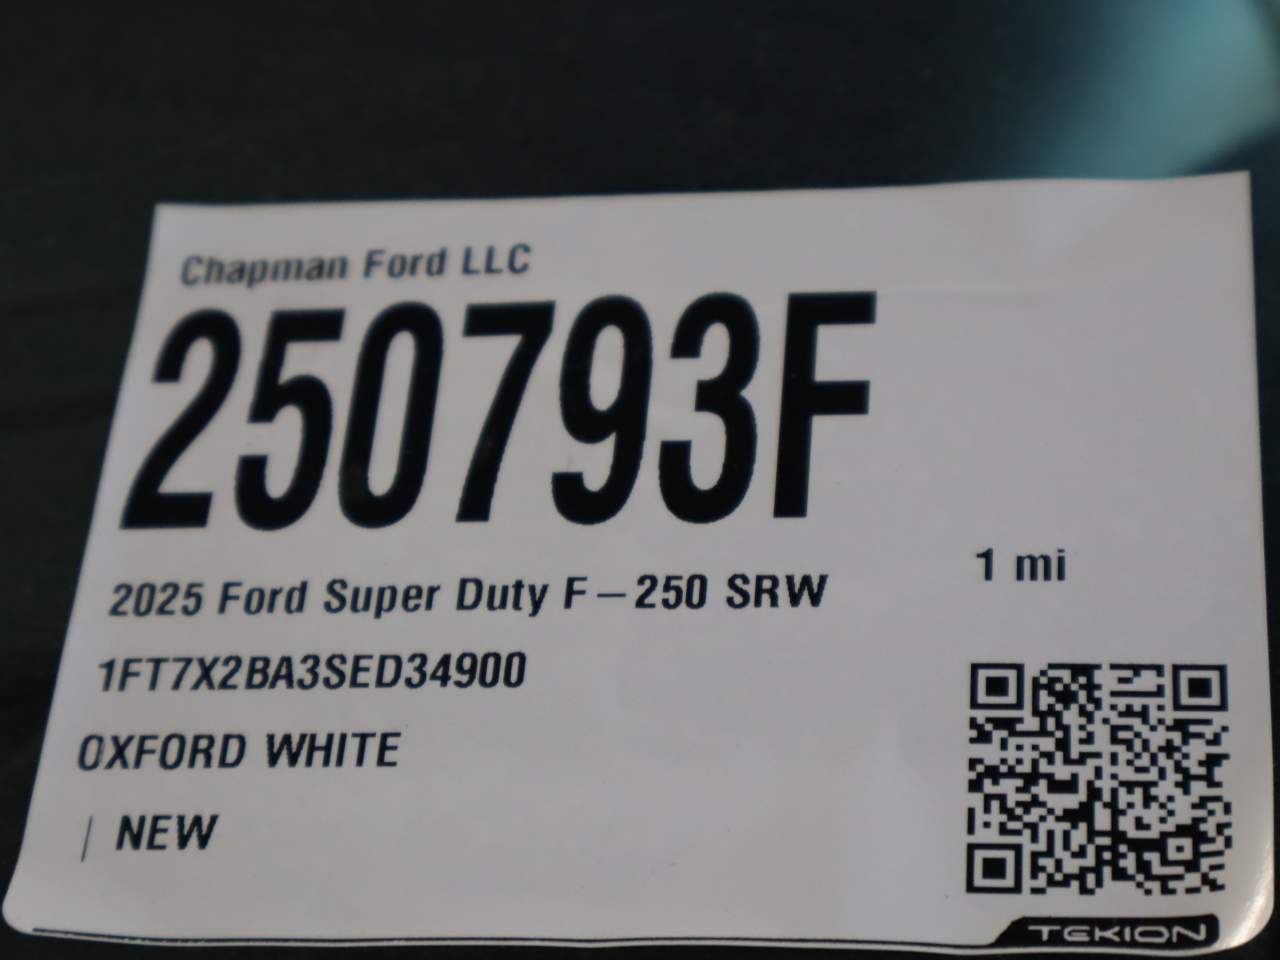 Chapman Ford LLC
250793F
2025 Ford Super Duty F-250 SRW
1 mi
1FT7X2BA3SED34900
OXFORD WHITE
| NEW
TEKION